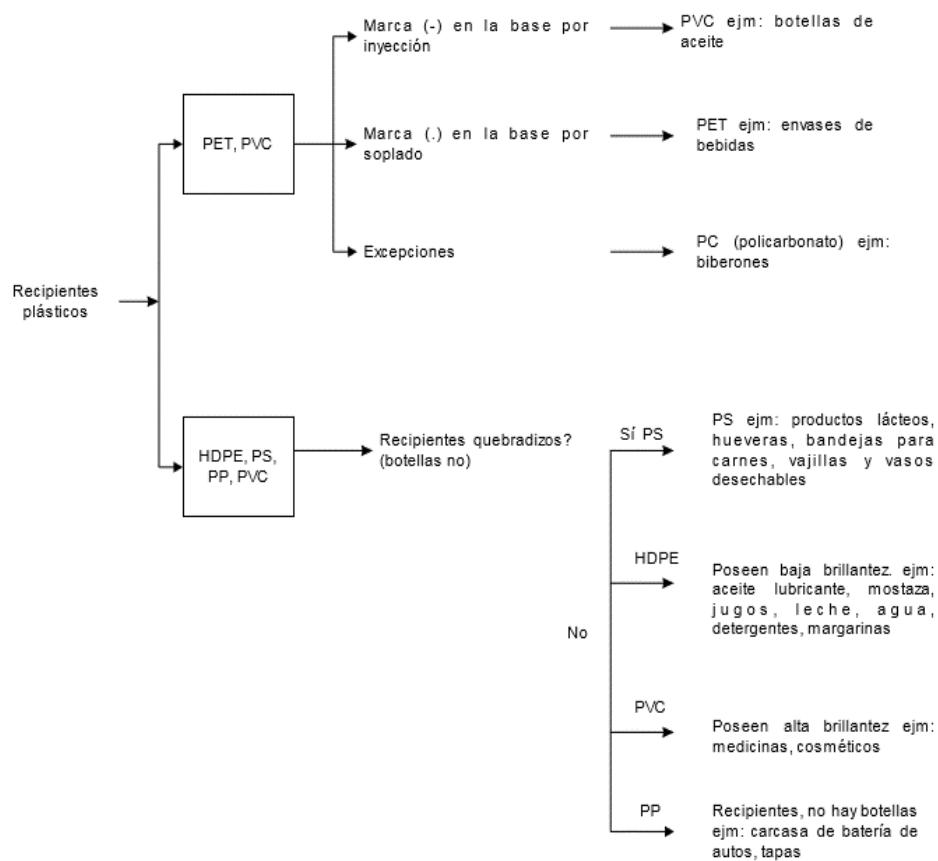 Recipientes
plásticos
PET, PVC
Marca (-) en la base por
inyección
PVC ejm: botellas de
aceite
Marca (.) en la base por
soplado
PET ejm: envases de
bebidas
Excepciones
PC (policarbonato) ejm:
biberones
HDPE, PS,
PP, PVC
Recipientes quebradizos?
(botellas no)
Sí PS
PS ejm: productos lácteos,
hueveras, bandejas para
carnes, vajillas y vasos
desechables
No
HDPE
Poseen baja brillantez. ejm:
aceite lubricante, mostaza,
jugos, leche, agua,
detergentes, margarinas
PVC
Poseen alta brillantez ejm:
medicinas, cosméticos
PP
Recipientes, no hay botellas
ejm: carcasa de batería de
autos, tapas